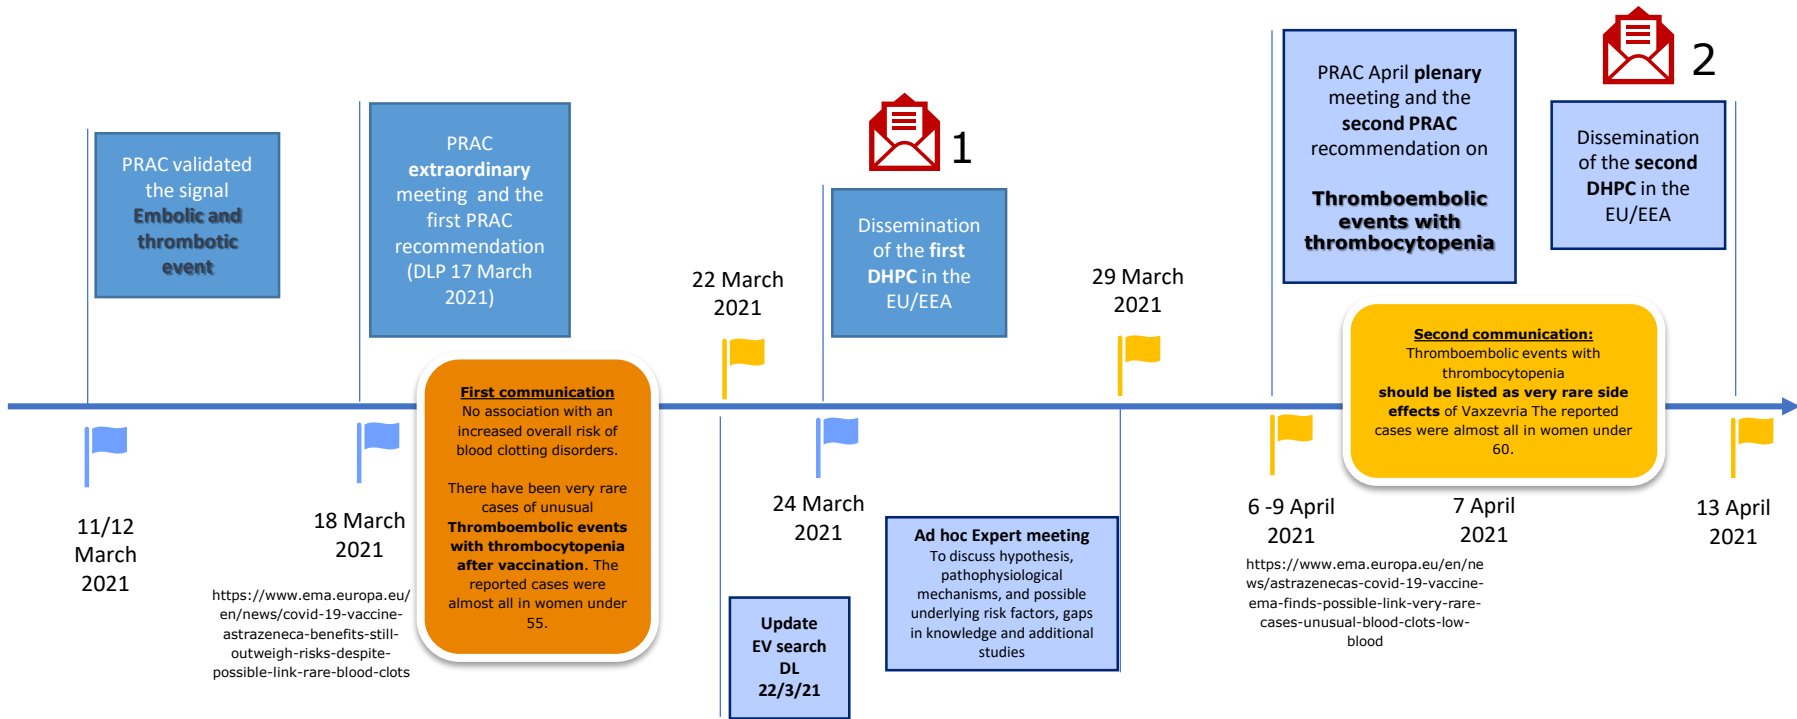 PRAC validated
the signal
Embolic and
thrombotic
event
11/12
March
2021
PRAC
extraordinary
meeting and the
first PRAC
recommendation
(DLP 17 March
2021)
18 March
2021
https://www.ema.europa.eu/
en/news/covid-19-vaccine-
astrazeneca-benefits-still-
outweigh-risks-despite-
possible-link-rare-blood-clots
First communication
No association with an
increased overall risk of
blood clotting disorders.
There have been very rare
cases of unusual
Thromboembolic events
with thrombocytopenia
after vaccination. The
reported cases were
almost all in women under
55.
22 March
2021
Update
EV search
DL
22/3/21
1
Dissemination
of the first
DHPC in the
EU/EEA
24 March
2021
29 March
2021
Ad hoc Expert meeting
To discuss hypothesis,
pathophysiological
mechanisms, and possible
underlying risk factors, gaps
in knowledge and additional
studies
PRAC April plenary
meeting and the
second PRAC
recommendation on
Thromboembolic
events with
thrombocytopenia
6 -9 April
2021
https://www.ema.europa.eu/en/ne
ws/astrazenecas-covid-19-vaccine-
ema-finds-possible-link-very-rare-
cases-unusual-blood-clots-low-
blood
Second communication:
Thromboembolic events with
thrombocytopenia
should be listed as very rare side
effects of Vaxzevria The reported
cases were almost all in women under
60.
7 April
2021
2
Dissemination
of the second
DHPC in the
EU/EEA
13 April
2021